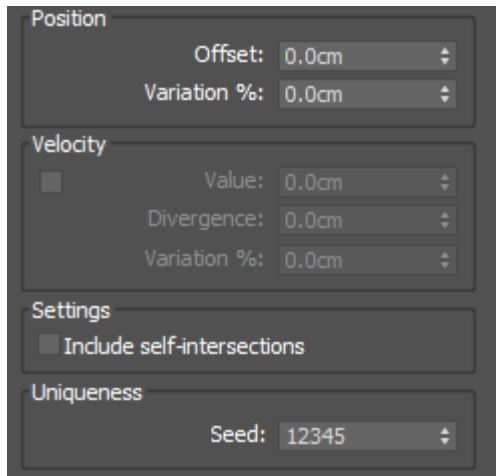 Position
Offset: 0.0cm
Variation %: 0.0cm
Velocity
Value: 0.0cm
Divergence: 0.0cm
Variation %: 0.0cm
Settings
Include self-intersections
Uniqueness
Seed: 12345